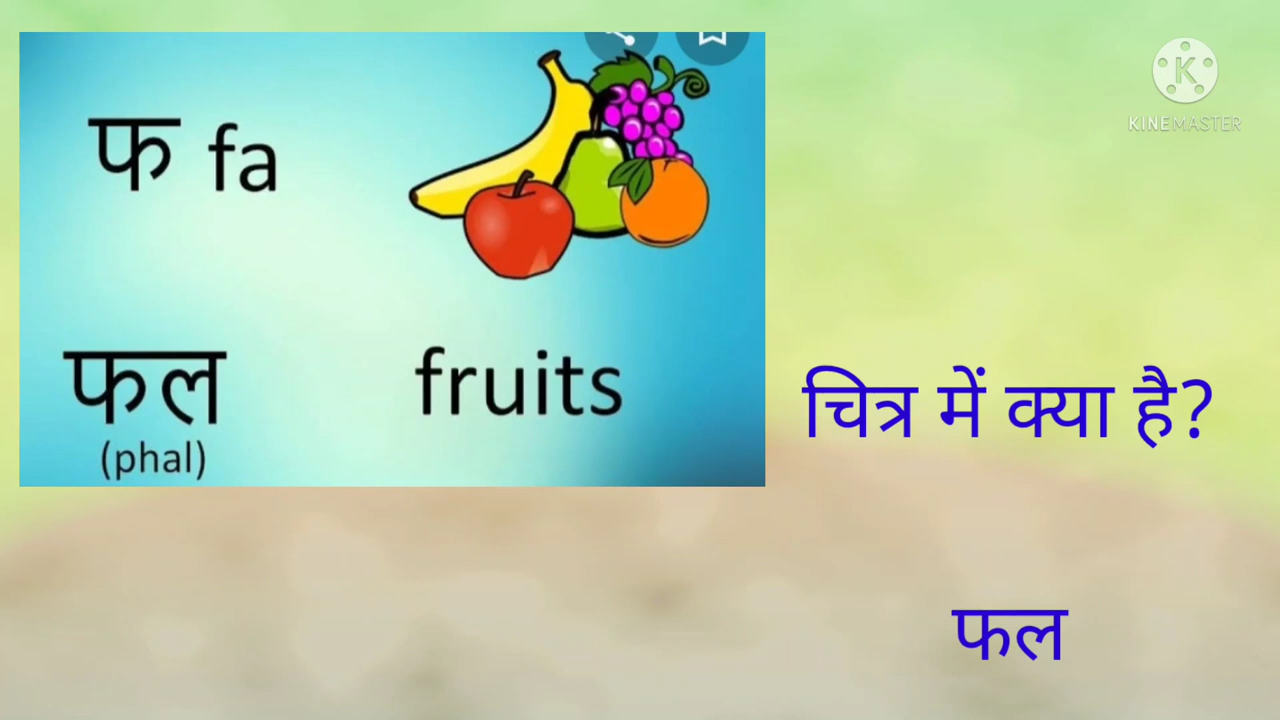 फ fa
फल fruits
(phal)
चित्र में क्या है?
फल
K
KINEMASTER